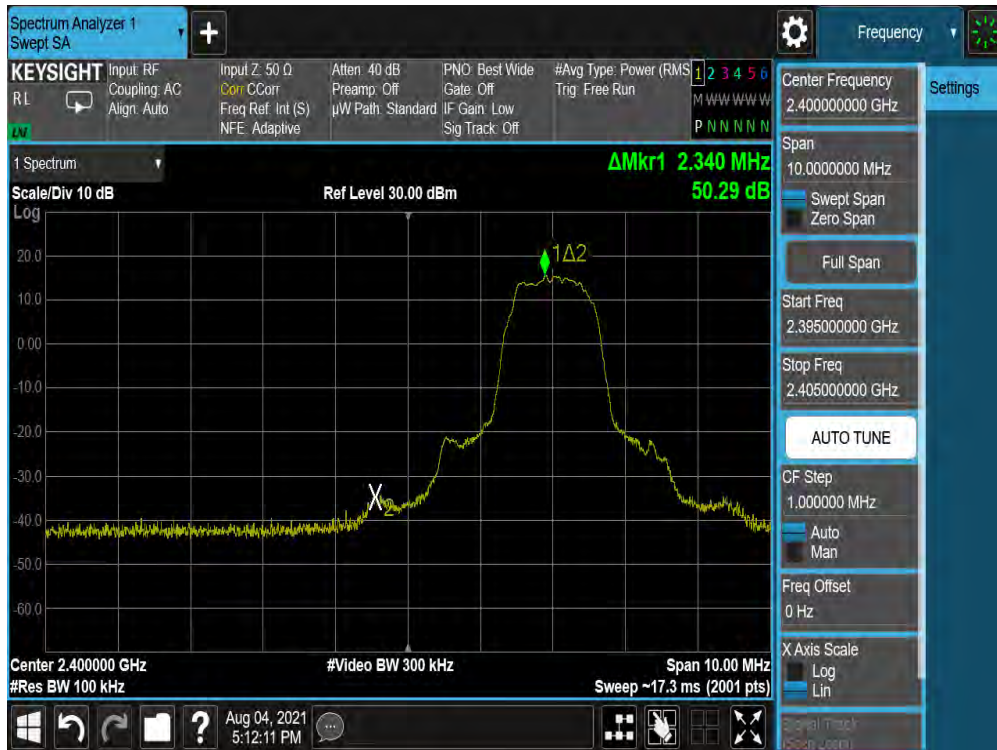 Spectrum Analyzer 1
Swept SA
+
Frequency
KEYSIGHT
R L
LXI
Input: RF
Coupling: AC
Align: Auto
Input Z: 50 Ω
Corr CCorr
Freq Ref: Int (S)
NFE: Adaptive
Atten: 40 dB
Preamp: Off
µW Path: Standard
PNO: Best Wide
Gate: Off
IF Gain: Low
Sig Track: Off
#Avg Type: Power (RMS
Trig: Free Run
1 2 3 4 5 6
M W W W W W
P N N N N N
1 Spectrum
ΔMkr1 2.340 MHz
50.29 dB
Scale/Div 10 dB
Ref Level 30.00 dBm
Log
20.0
10.0
0.00
-10.0
-20.0
-30.0
-40.0
-50.0
-60.0
1Δ2
X2
Center 2.400000 GHz
#Video BW 300 kHz
Span 10.00 MHz
#Res BW 100 kHz
Sweep ~17.3 ms (2001 pts)
Center Frequency
2.400000000 GHz
Settings
Span
10.0000000 MHz
Swept Span
Zero Span
Full Span
Start Freq
2.395000000 GHz
Stop Freq
2.405000000 GHz
AUTO TUNE
CF Step
1.000000 MHz
Auto
Man
Freq Offset
0 Hz
X Axis Scale
Log
Lin
Signal Track
?
Aug 04, 2021
5:12:11 PM